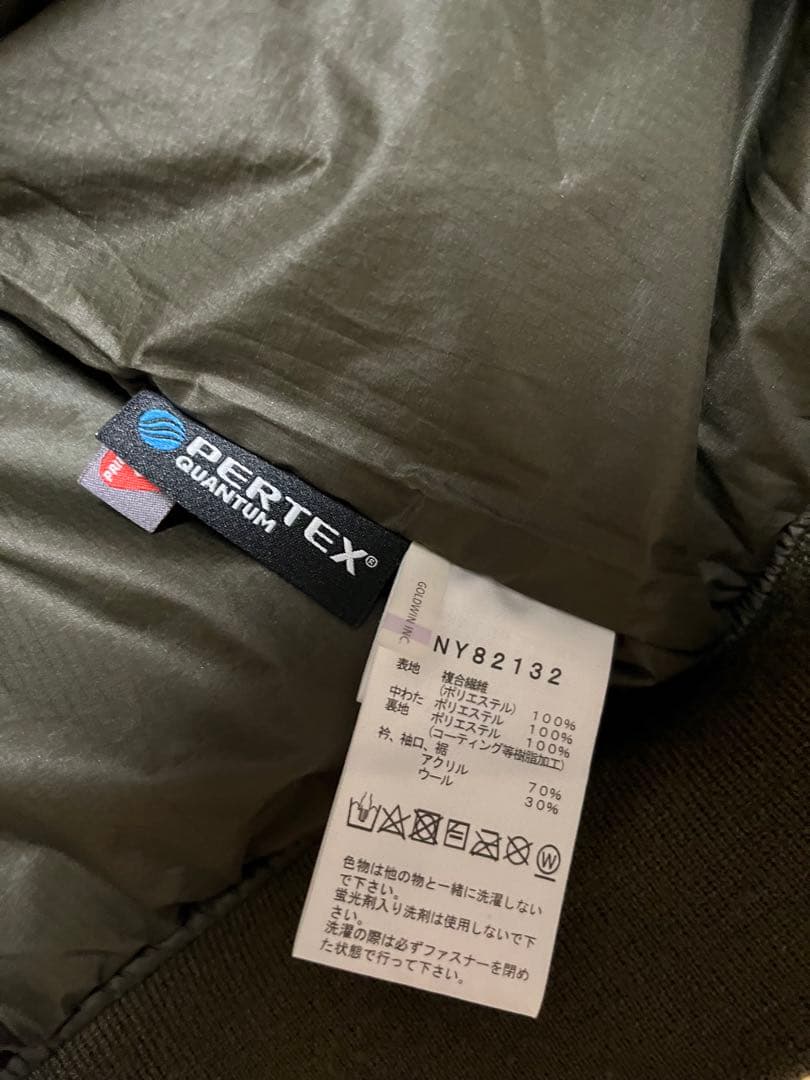 PERTEX®
QUANTUM
PRI
GOLDWIN INC
NY82132
表地 複合繊維
(ポリエステル) 100%
中わた ポリエステル 100%
裏地 ポリエステル 100%
(コーティング等樹脂加工)
衿、袖口、裾
アクリル 70%
ウール 30%
W
色物は他の物と一緒に洗濯しない
で下さい。
蛍光剤入り洗剤は使用しないで下
さい。
洗濯の際は必ずファスナーを閉め
た状態で行って下さい。